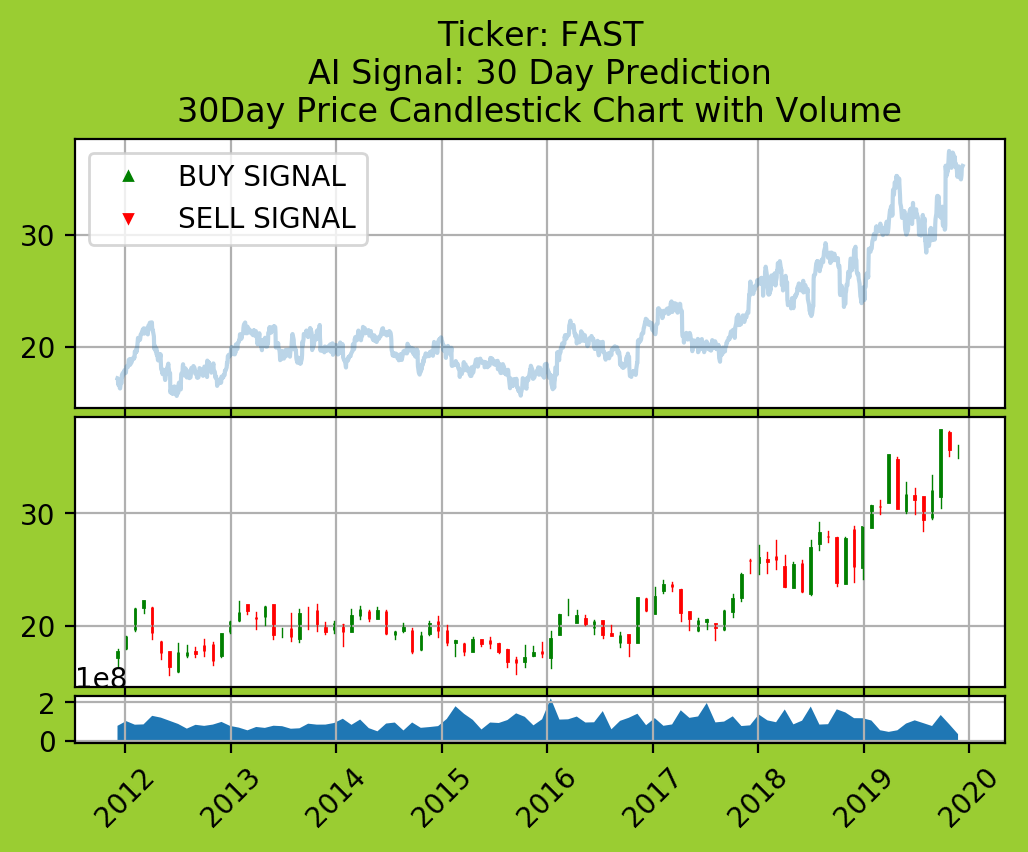 Ticker: FAST
AI Signal: 30 Day Prediction
30Day Price Candlestick Chart with Volume
BUY SIGNAL
SELL SIGNAL
30
20
30
20
1e8
2
0
2012 2013 2014 2015 2016 2017 2018 2019 2020